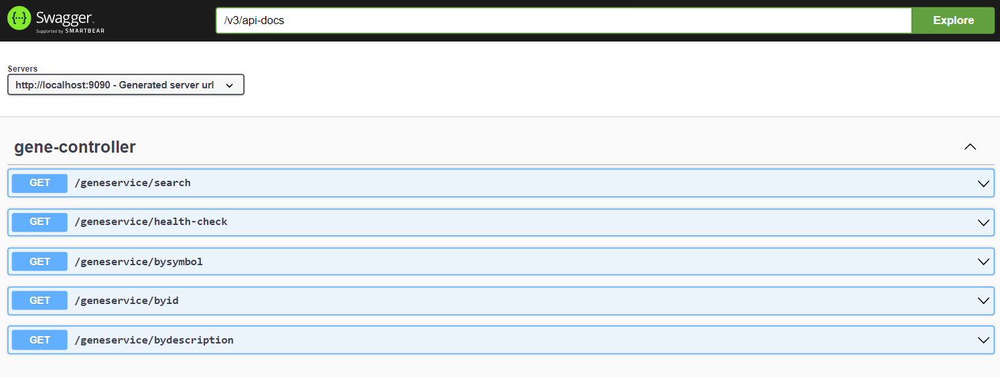 Swagger.
Supported by SMARTBEAR
/v3/api-docs
Explore
Servers
http://localhost:9090 - Generated server url
gene-controller
GET /geneservice/search
GET /geneservice/health-check
GET /geneservice/bysymbol
GET /geneservice/byid
GET /geneservice/bydescription